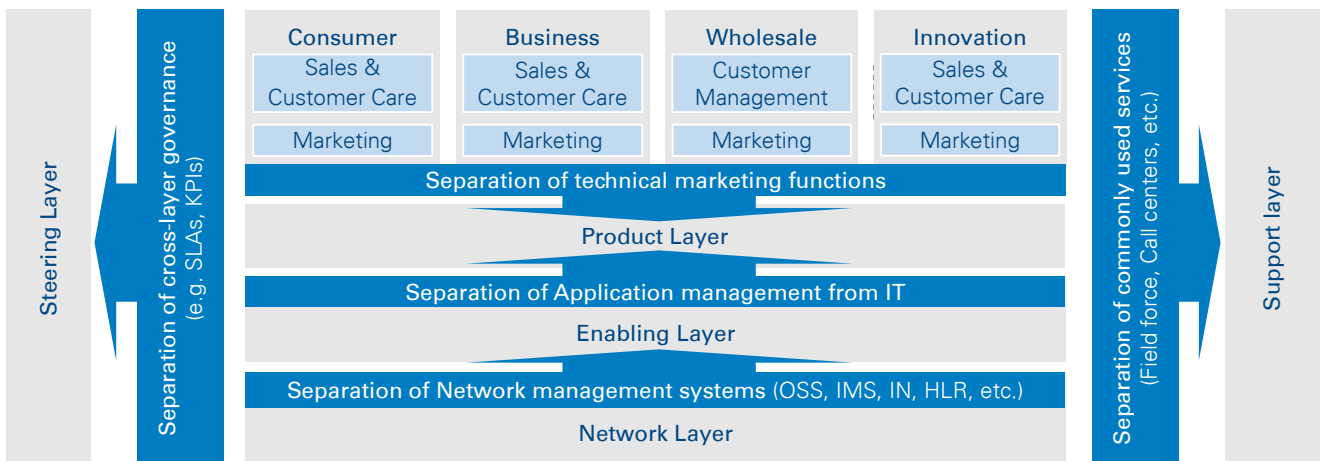 Steering Layer
Separation of cross-layer governance
(e.g. SLAs, KPIs)
Consumer
Sales &
Customer Care
Marketing
Business
Sales &
Customer Care
Marketing
Wholesale
Customer
Management
Marketing
Innovation
Sales &
Customer Care
Marketing
Separation of technical marketing functions
Product Layer
Separation of Application management from IT
Enabling Layer
Separation of Network management systems (OSS, IMS, IN, HLR, etc.)
Network Layer
Separation of commonly used services
(Field force, Call centers, etc.)
Support layer